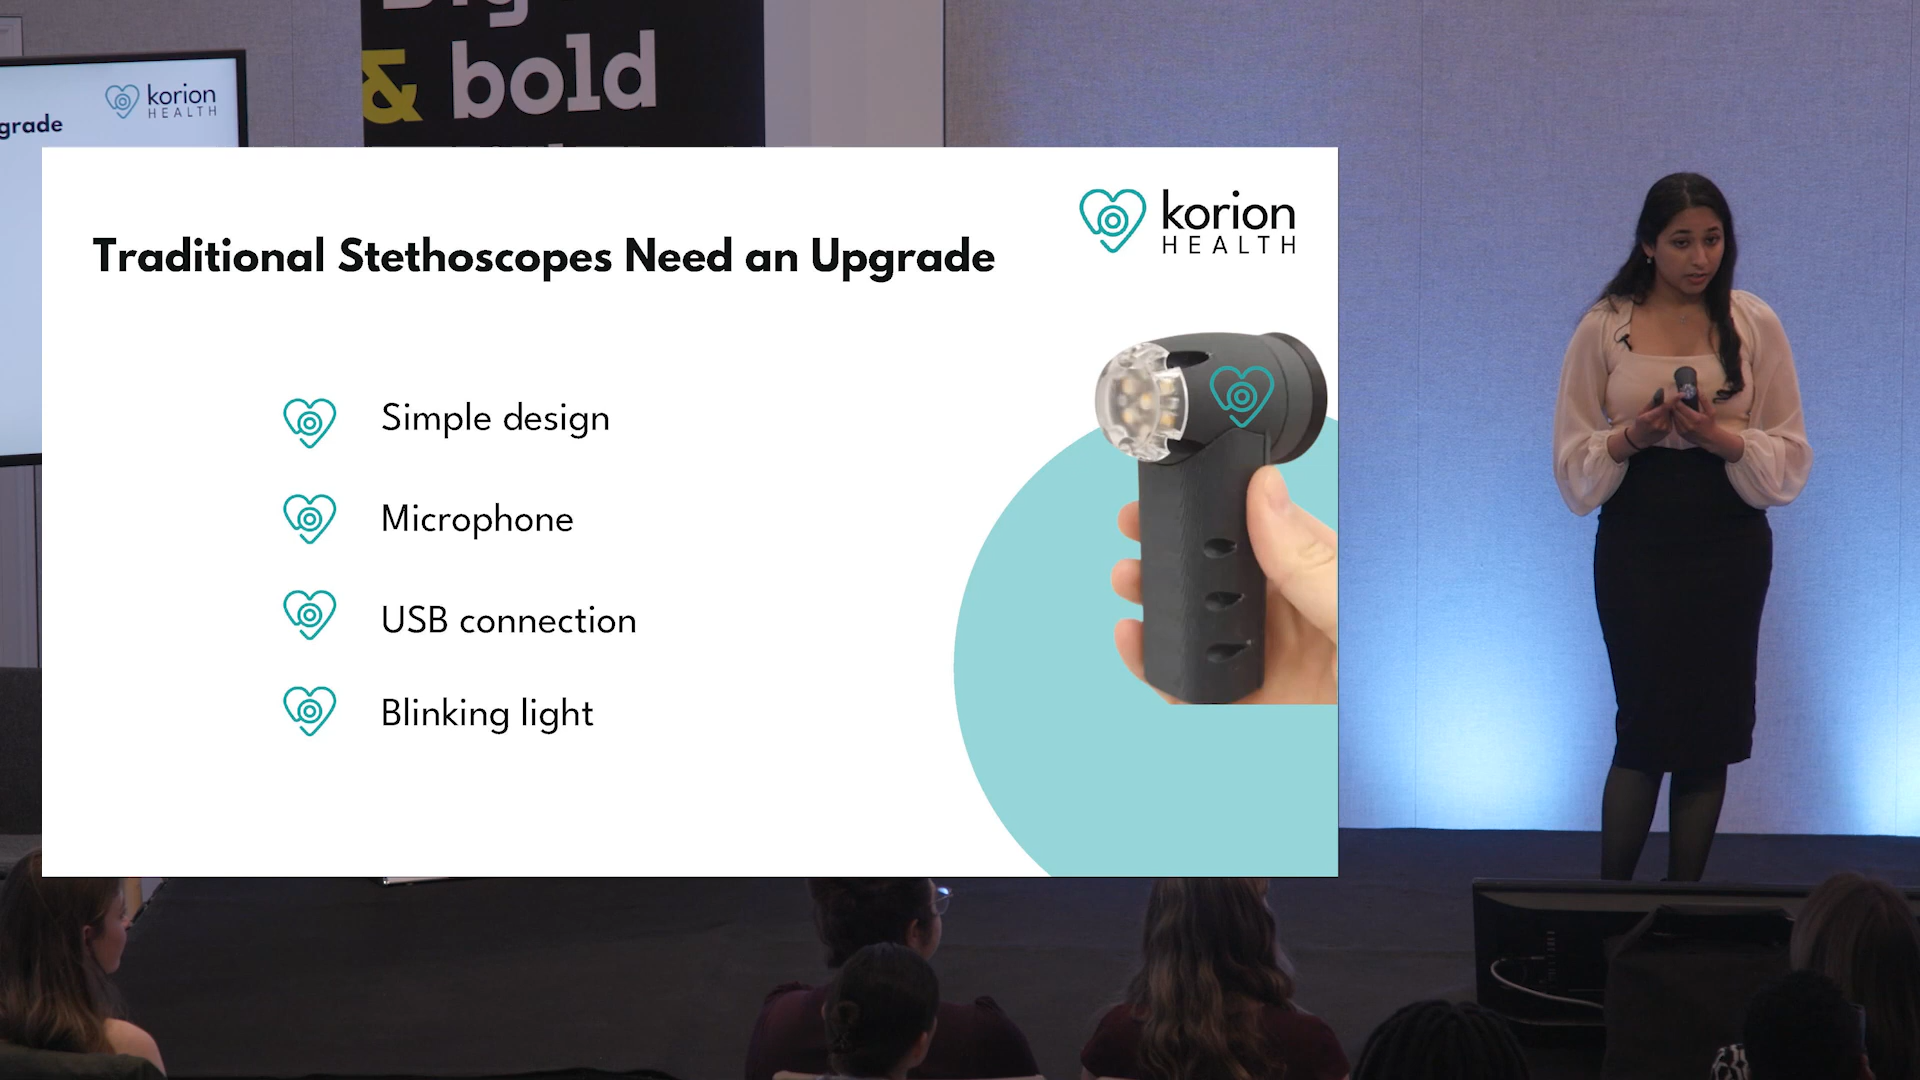 & bold
korion
HEALTH
grade
korion
HEALTH
Traditional Stethoscopes Need an Upgrade
Simple design
Microphone
USB connection
Blinking light